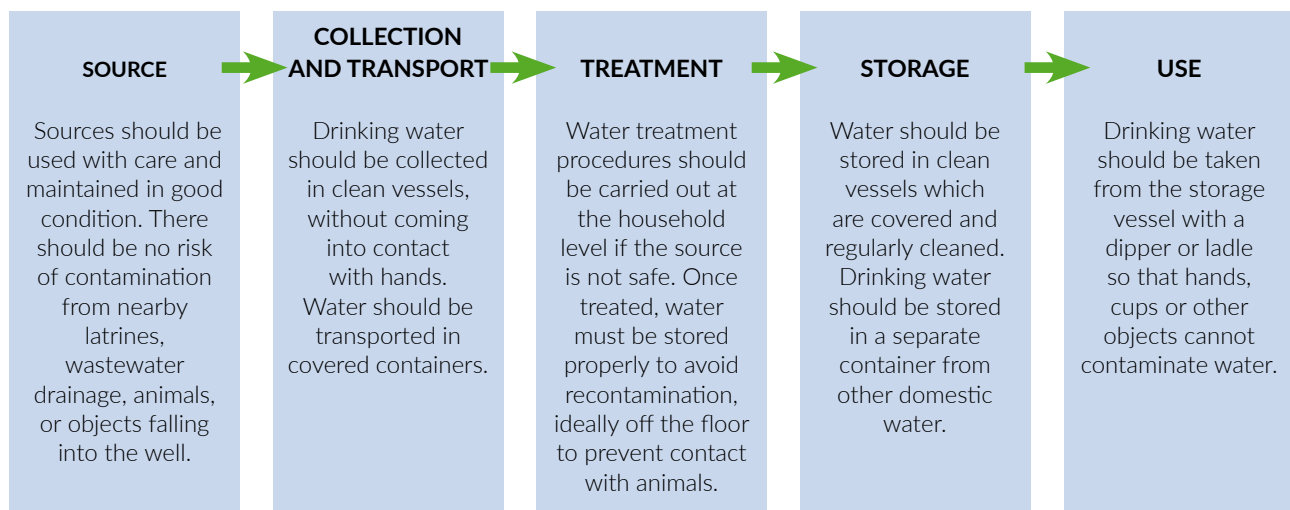 SOURCE
Sources should be
used with care and
maintained in good
condition. There
should be no risk
of contamination
from nearby
latrines,
wastewater
drainage, animals,
or objects falling
into the well.
COLLECTION
AND TRANSPORT
Drinking water
should be collected
in clean vessels,
without coming
into contact
with hands.
Water should be
transported in
covered containers.
TREATMENT
Water treatment
procedures should
be carried out at
the household
level if the source
is not safe. Once
treated, water
must be stored
properly to avoid
recontamination,
ideally off the floor
to prevent contact
with animals.
STORAGE
Water should be
stored in clean
vessels which
are covered and
regularly cleaned.
Drinking water
should be stored
in a separate
container from
other domestic
water.
USE
Drinking water
should be taken
from the storage
vessel with a
dipper or ladle
so that hands,
cups or other
objects cannot
contaminate water.